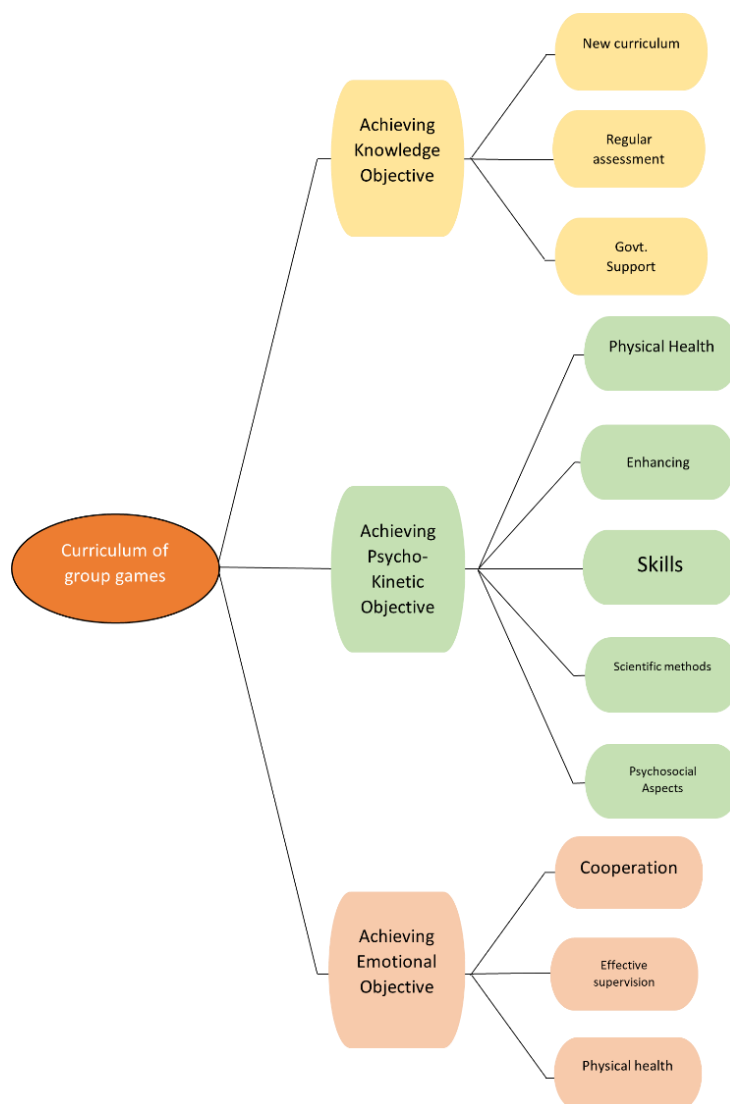 Curriculum of
group games
Achieving
Knowledge
Objective
New curriculum
Regular
assessment
Govt.
Support
Achieving
Psycho-
Kinetic
Objective
Physical Health
Enhancing
Skills
Scientific methods
Psychosocial
Aspects
Achieving
Emotional
Objective
Cooperation
Effective
supervision
Physical health